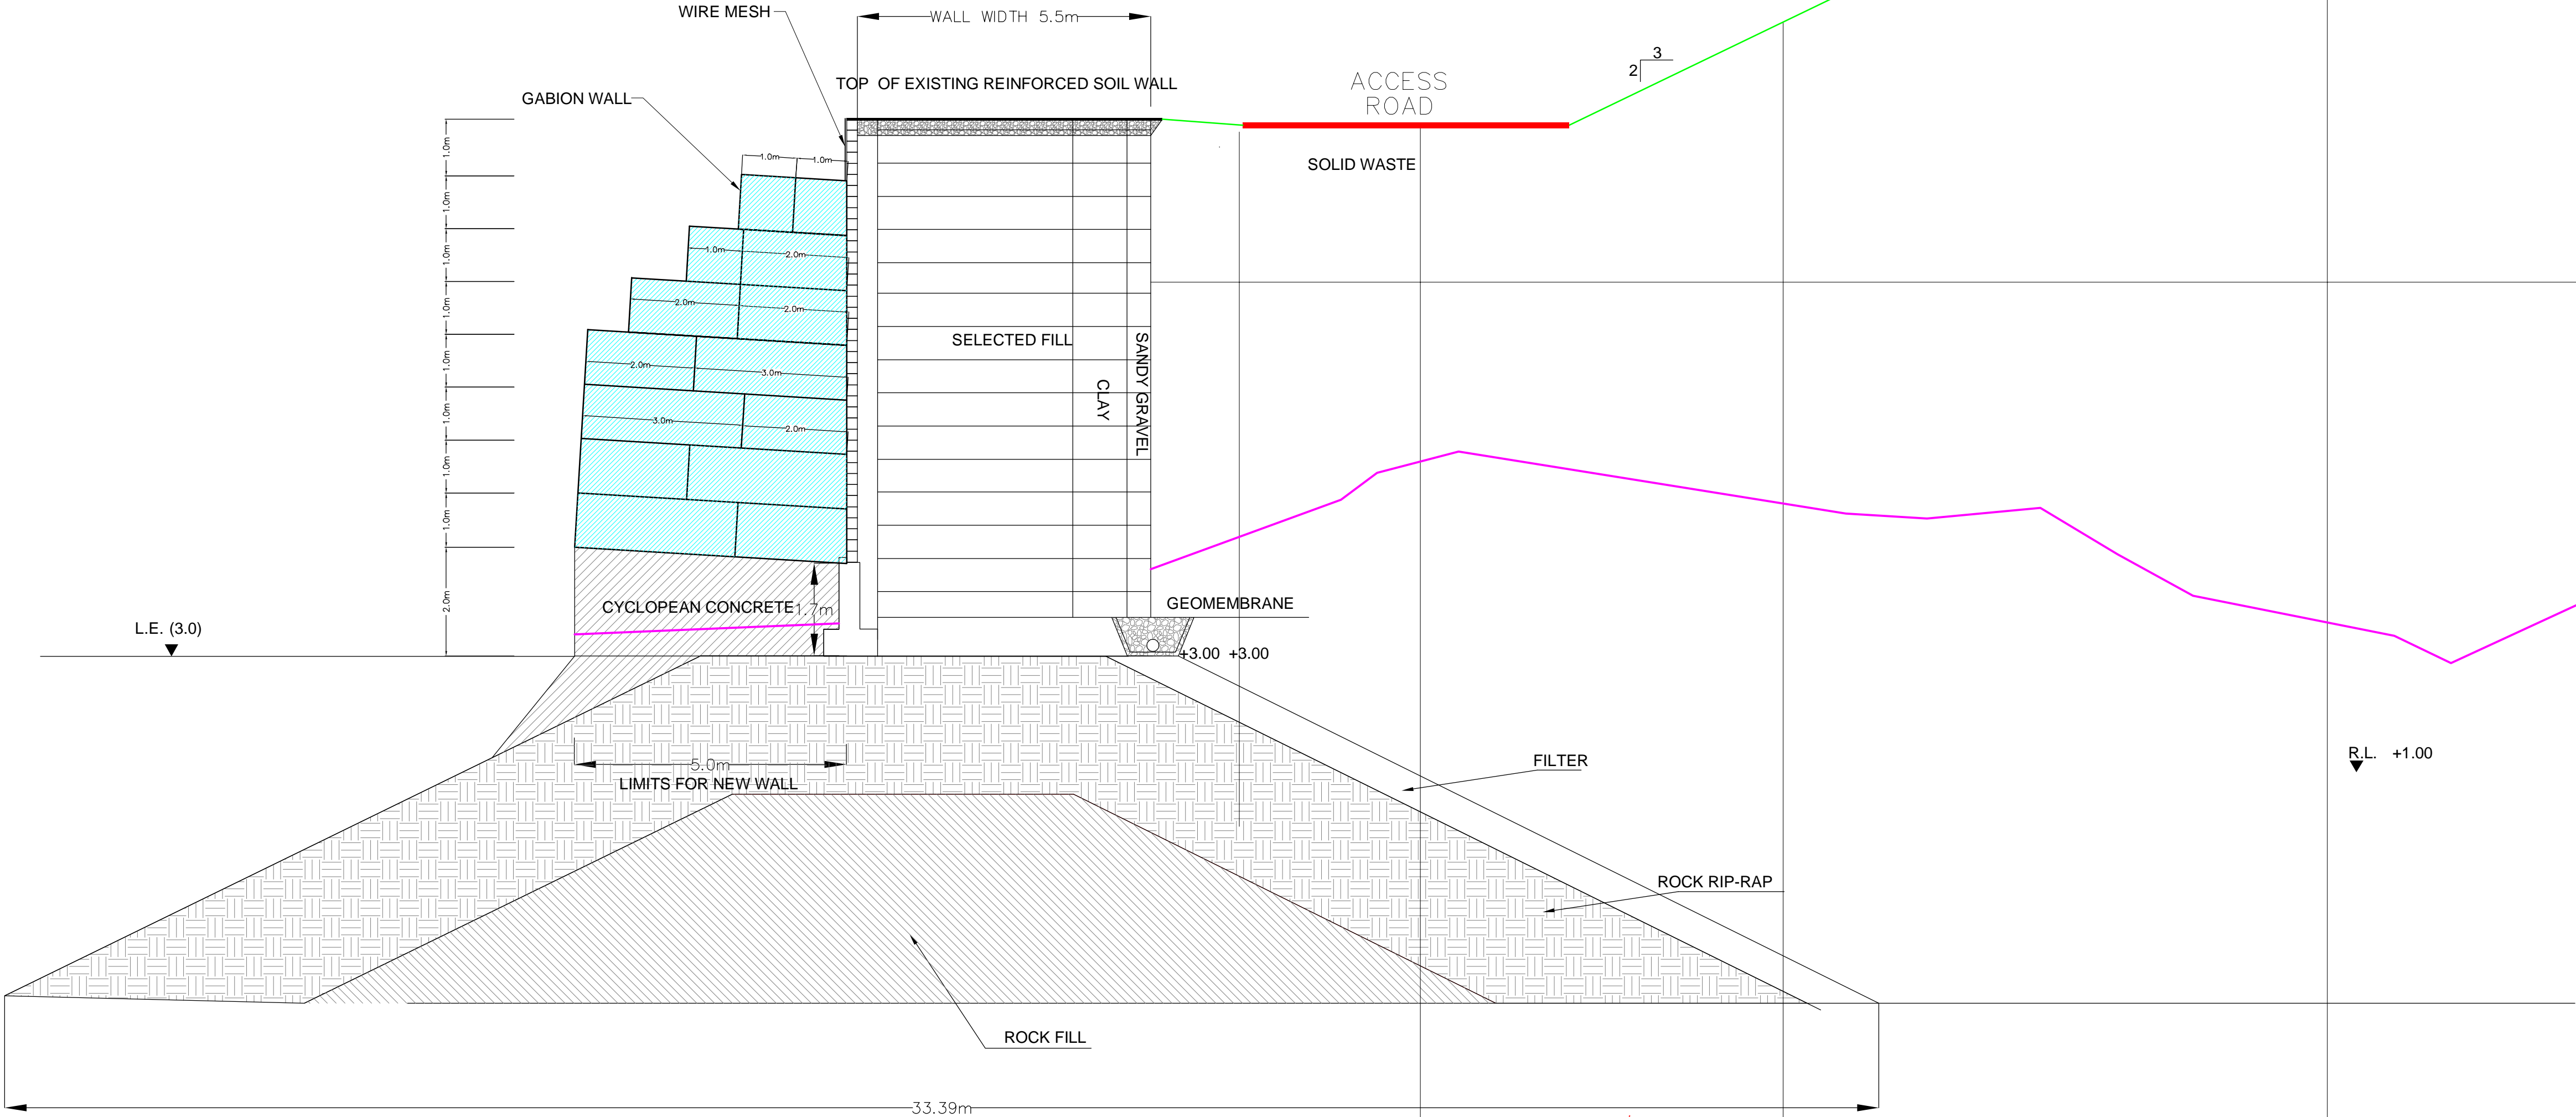 WIRE MESH
WALL WIDTH 5.5m
3
2
TOP OF EXISTING REINFORCED SOIL WALL
ACCESS
ROAD
GABION WALL
1.0m
1.0m
1.0m
SOLID WASTE
1.0m
1.0m
1.0m
2.0m
1.0m
2.0m
2.0m
1.0m
SELECTED FILL
SANDY GRAVEL
CLAY
2.0m
3.0m
1.0m
3.0m
2.0m
1.0m
1.0m
2.0m
CYCLOPEAN CONCRETE
1.7m
GEOMEMBRANE
L.E. (3.0)
+3.00 +3.00
5.0m
LIMITS FOR NEW WALL
FILTER
R.L. +1.00
ROCK RIP-RAP
ROCK FILL
33.39m